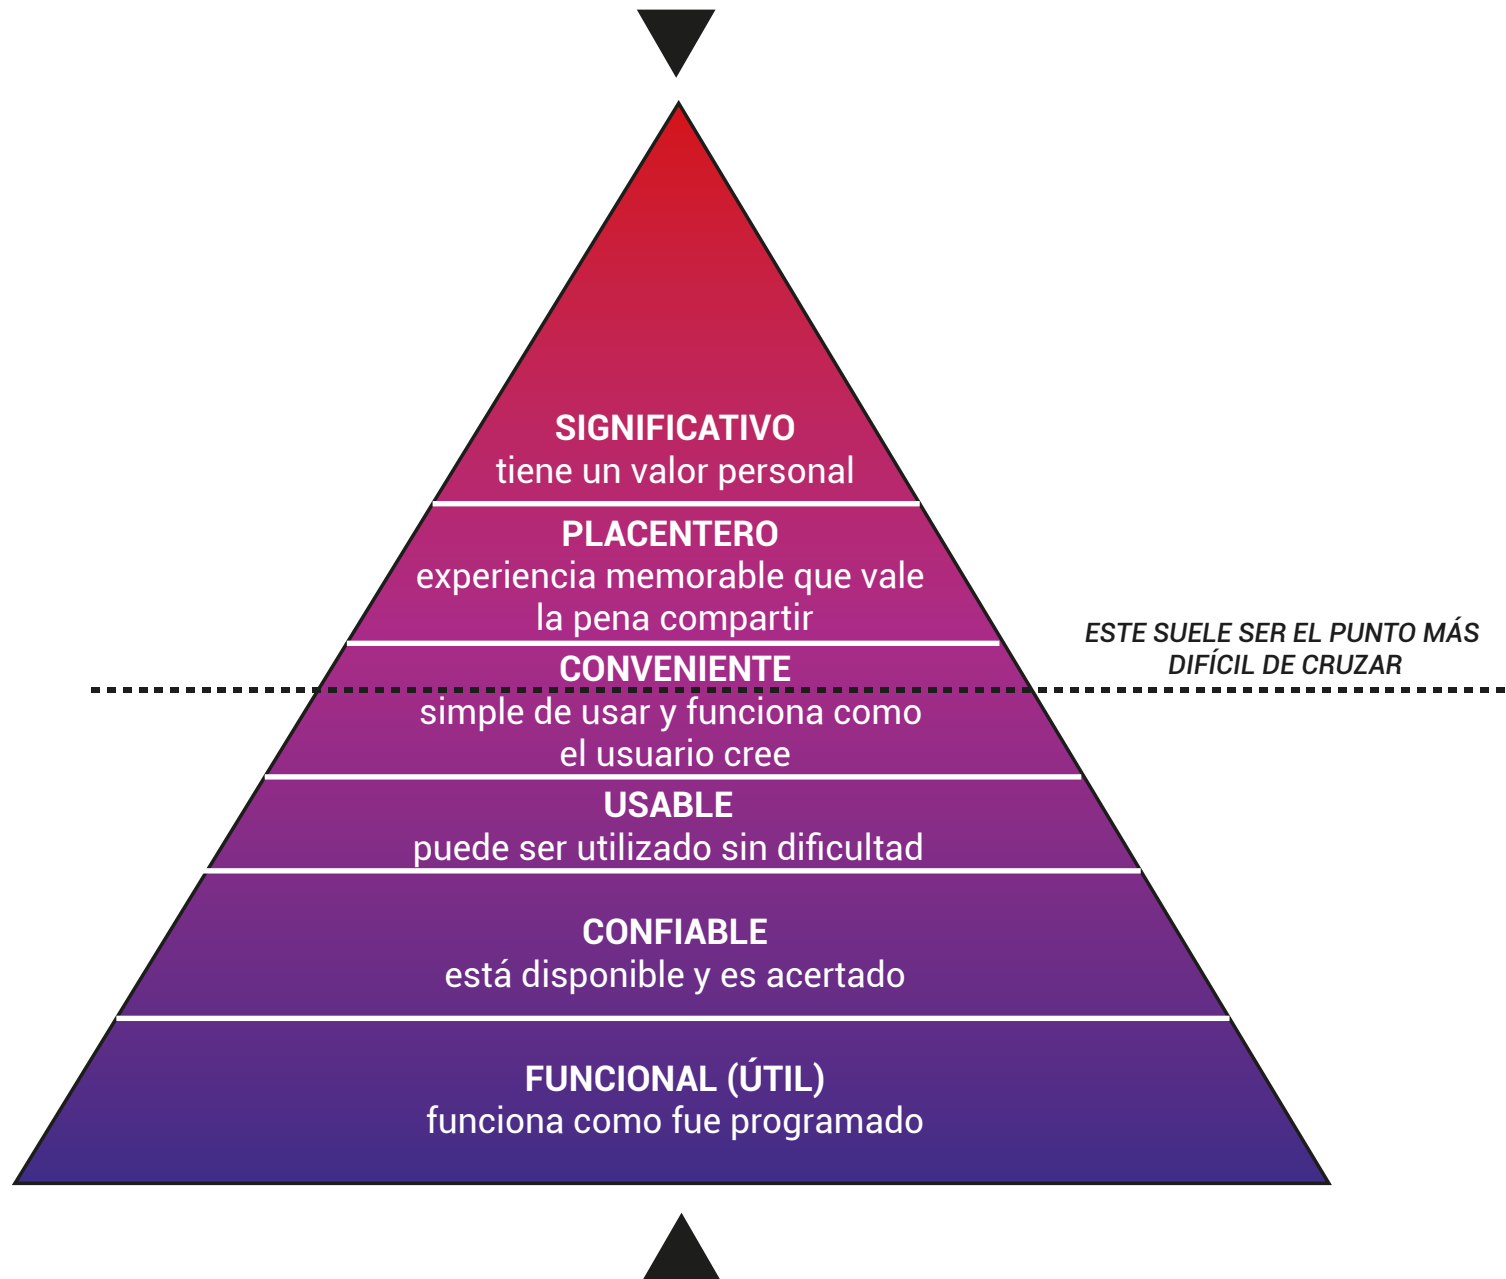 SIGNIFICATIVO
tiene un valor personal
PLACENTERO
experiencia memorable que vale
la pena compartir
ESTE SUELE SER EL PUNTO MÁS
DIFÍCIL DE CRUZAR
CONVENIENTE
simple de usar y funciona como
el usuario cree
USABLE
puede ser utilizado sin dificultad
CONFIABLE
está disponible y es acertado
FUNCIONAL (ÚTIL)
funciona como fue programado